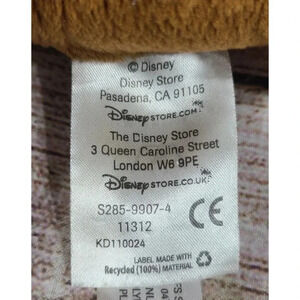 © Disney
Disney Store
Pasadena, CA 91105
DISNEYSTORE.COM
The Disney Store
3 Queen Caroline Street
London W6 9PE
DISNEYSTORE.CO.UK
S285-9907-4
11312
CE
KD110024
LABEL MADE WITH
Recycled (100%) MATERIAL